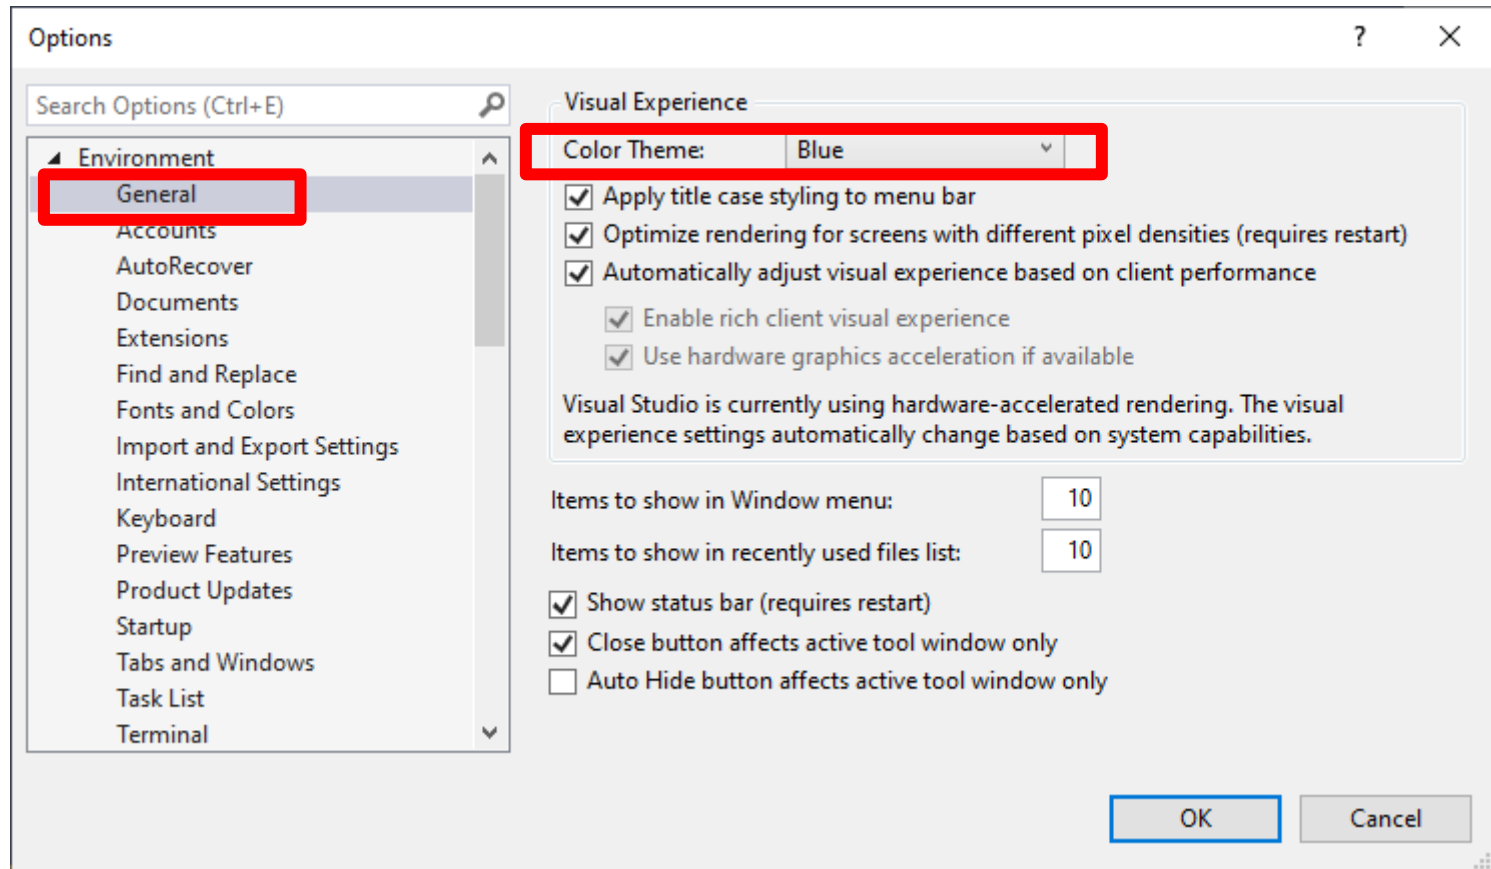 Options
?
Search Options (Ctrl+E)
Environment
General
Accounts
AutoRecover
Documents
Extensions
Find and Replace
Fonts and Colors
Import and Export Settings
International Settings
Keyboard
Preview Features
Product Updates
Startup
Tabs and Windows
Task List
Terminal
Visual Experience
Color Theme: Blue
Apply title case styling to menu bar
Optimize rendering for screens with different pixel densities (requires restart)
Automatically adjust visual experience based on client performance
Enable rich client visual experience
Use hardware graphics acceleration if available
Visual Studio is currently using hardware-accelerated rendering. The visual
experience settings automatically change based on system capabilities.
Items to show in Window menu: 10
Items to show in recently used files list: 10
Show status bar (requires restart)
Close button affects active tool window only
Auto Hide button affects active tool window only
OK Cancel